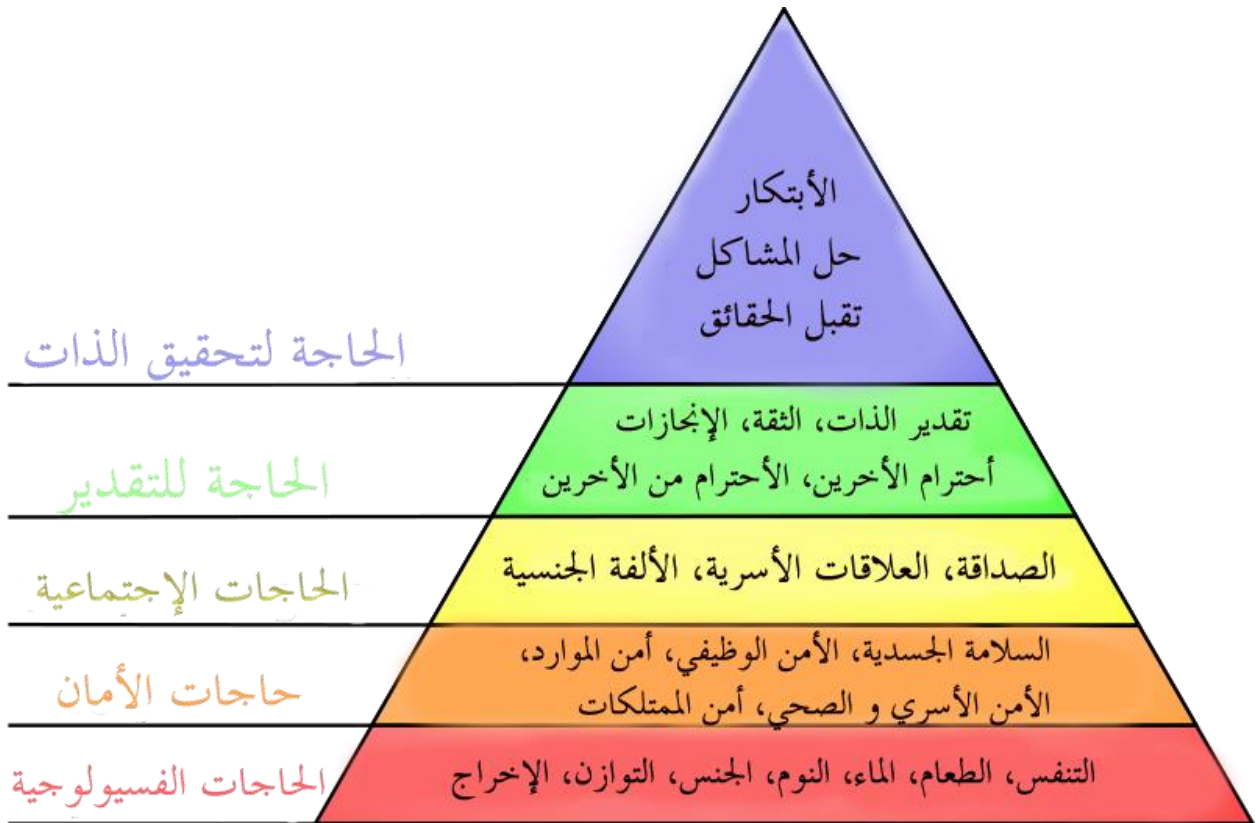 الأبتكار
حل المشاكل
تقبل الحقائق
الحاجة لتحقيق الذات
تقدير الذات، الثقة، الإنجازات
أحترام الأخرين، الأحترام من الأخرين
الحاجة للتقدير
الصداقة، العلاقات الأسرية، الألفة الجنسية
الحاجات الإجتماعية
السلامة الجسدية، الأمن الوظيفي، أمن الموارد،
الأمن الأسري و الصحي، أمن الممتلكات
حاجات الأمان
التنفس، الطعام، الماء، النوم، الجنس، التوازن، الإخراج
الحاجات الفسيولوجية